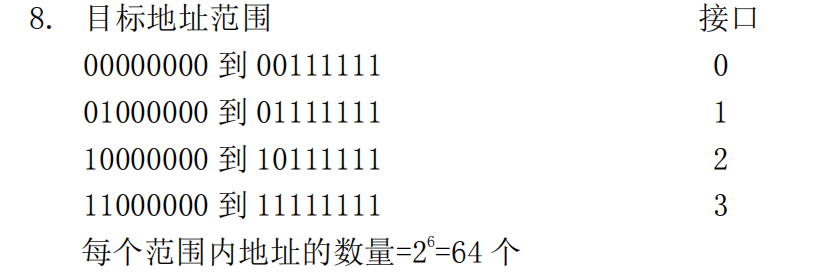 8. 目标地址范围 接口
00000000 到 00111111 0
01000000 到 01111111 1
10000000 到 10111111 2
11000000 到 11111111 3
每个范围内地址的数量=2⁶=64 个